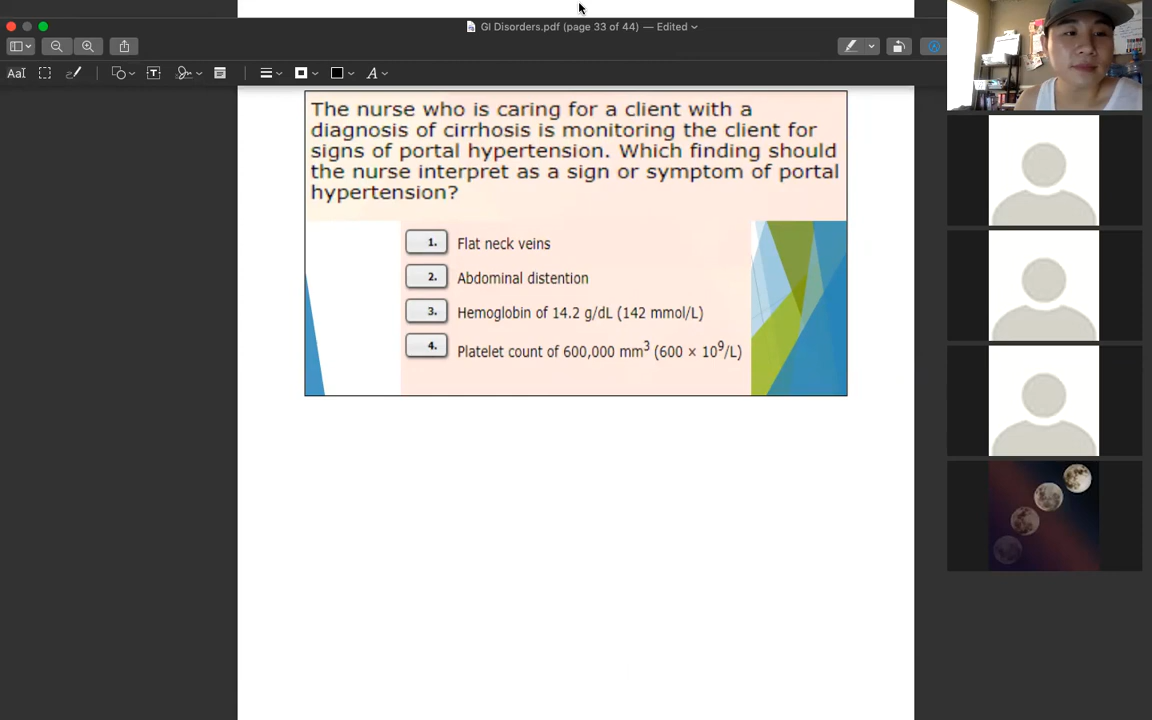 GI Disorders.pdf (page 33 of 44) — Edited
AaI
T
A
The nurse who is caring for a client with a
diagnosis of cirrhosis is monitoring the client for
signs of portal hypertension. Which finding should
the nurse interpret as a sign or symptom of portal
hypertension?
1. Flat neck veins
2. Abdominal distention
3. Hemoglobin of 14.2 g/dL (142 mmol/L)
4. Platelet count of 600,000 mm³ (600 × 10⁹/L)